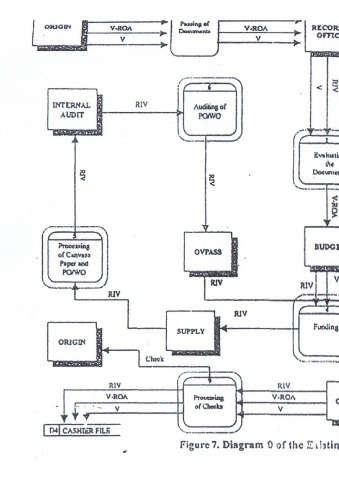 ORIGIN
V-ROA
V
Passing of
Documents
V-ROA
V
RECOR
OFFIC
V
RIV
INTERNAL
AUDIT
RIV
6
Auditing of
PO/WO
Evaluati
the
Documen
RIV
RIV
V-ROA
5
Processing
of Canvass
Paper and
PO/WO
OVPASS
BUDGE
RIV
RIV
V
RIV
SUPPLY
RIV
Funding
ORIGIN
Check
RIV
V-ROA
V
Processing
of Checks
RIV
V-ROA
V
C
D4 CASHIER FILE
Figure 7. Diagram 0 of the Existin